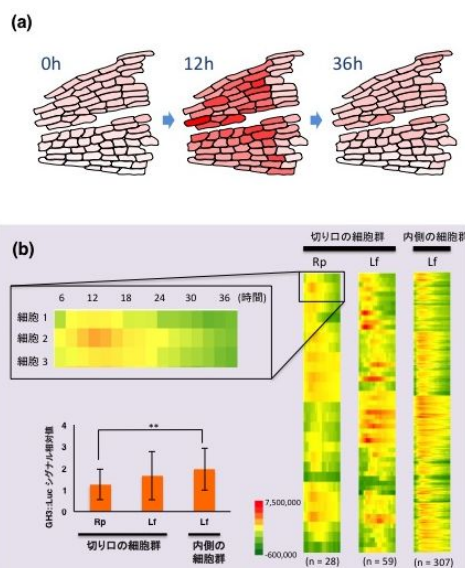 (a)
0h
12h
36h
(b)
切り口の細胞群
内側の細胞群
Rp
Lf
Lf
6 12 18 24 30 36 (時間)
細胞 1
細胞 2
細胞 3
GH3::Luc シグナル相対値
4
3
2
1
0
**
Rp
Lf
Lf
切り口の細胞群
内側の
細胞群
7,500,000
-600,000
(n = 28)
(n = 59)
(n = 307)